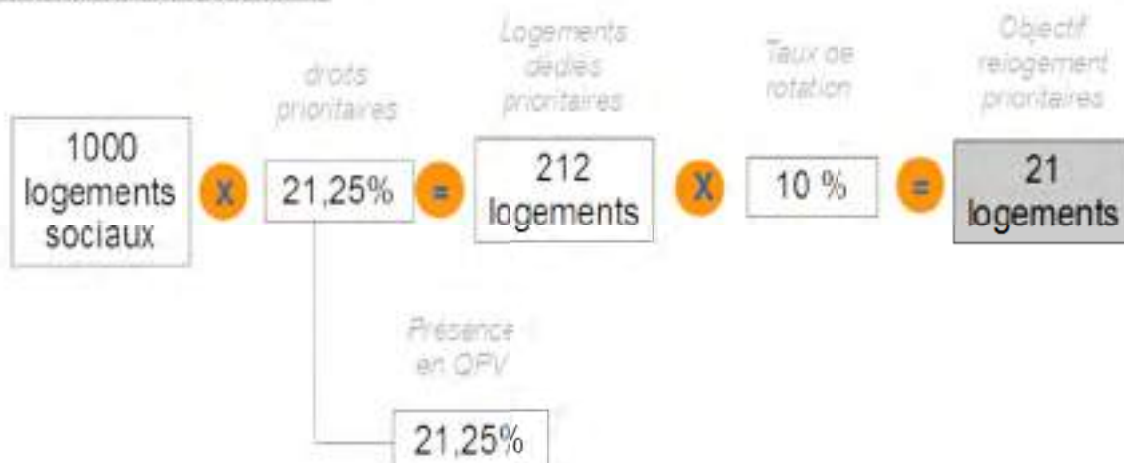 droits
prioritaires
Logements
dédiés
prioritaires
Taux de
rotation
Objectif
relogement
prioritaires
1000
logements
sociaux
X
21,25%
=
212
logements
X
10 %
=
21
logements
Présence
en QPV
21,25%